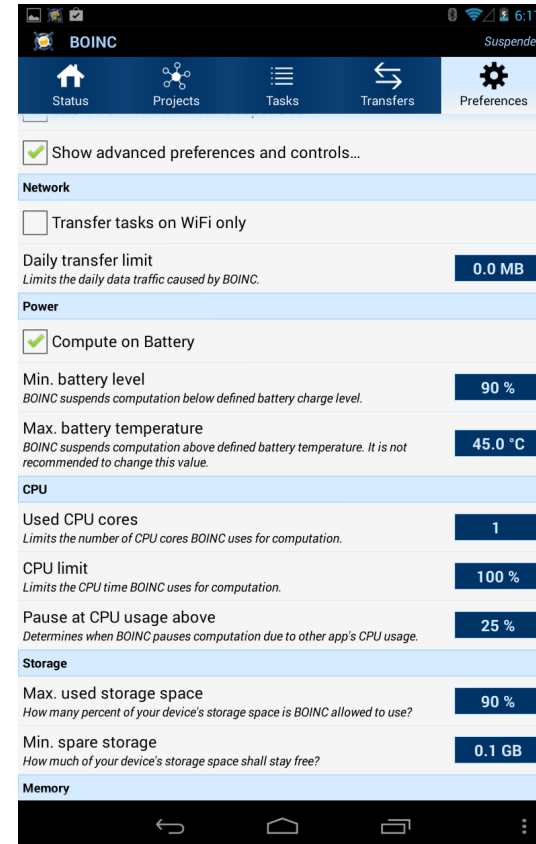 6:1
BOINC
Suspende
Status
Projects
Tasks
Transfers
Preferences
Show advanced preferences and controls…
Network
Transfer tasks on WiFi only
Daily transfer limit
Limits the daily data traffic caused by BOINC.
0.0 MB
Power
Compute on Battery
Min. battery level
BOINC suspends computation below defined battery charge level.
90 %
Max. battery temperature
BOINC suspends computation above defined battery temperature. It is not
recommended to change this value.
45.0 °C
CPU
Used CPU cores
Limits the number of CPU cores BOINC uses for computation.
1
CPU limit
Limits the CPU time BOINC uses for computation.
100 %
Pause at CPU usage above
Determines when BOINC pauses computation due to other app's CPU usage.
25 %
Storage
Max. used storage space
How many percent of your device's storage space is BOINC allowed to use?
90 %
Min. spare storage
How much of your device's storage space shall stay free?
0.1 GB
Memory